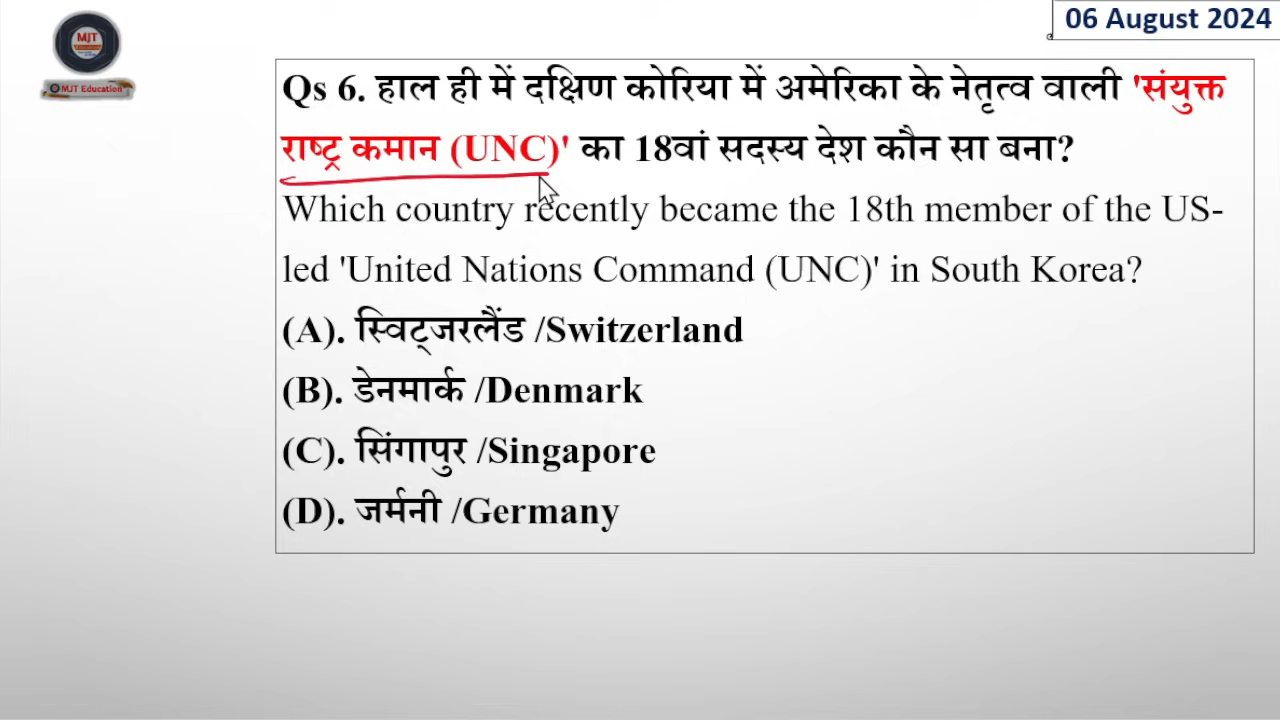 06 August 2024
MJT
MJT Education
Qs 6. हाल ही में दक्षिण कोरिया में अमेरिका के नेतृत्व वाली 'संयुक्त
राष्ट्र कमान (UNC)' का 18वां सदस्य देश कौन सा बना?
Which country recently became the 18th member of the US-
led 'United Nations Command (UNC)' in South Korea?
(A). स्विट्जरलैंड /Switzerland
(B). डेनमार्क /Denmark
(C). सिंगापुर /Singapore
(D). जर्मनी /Germany